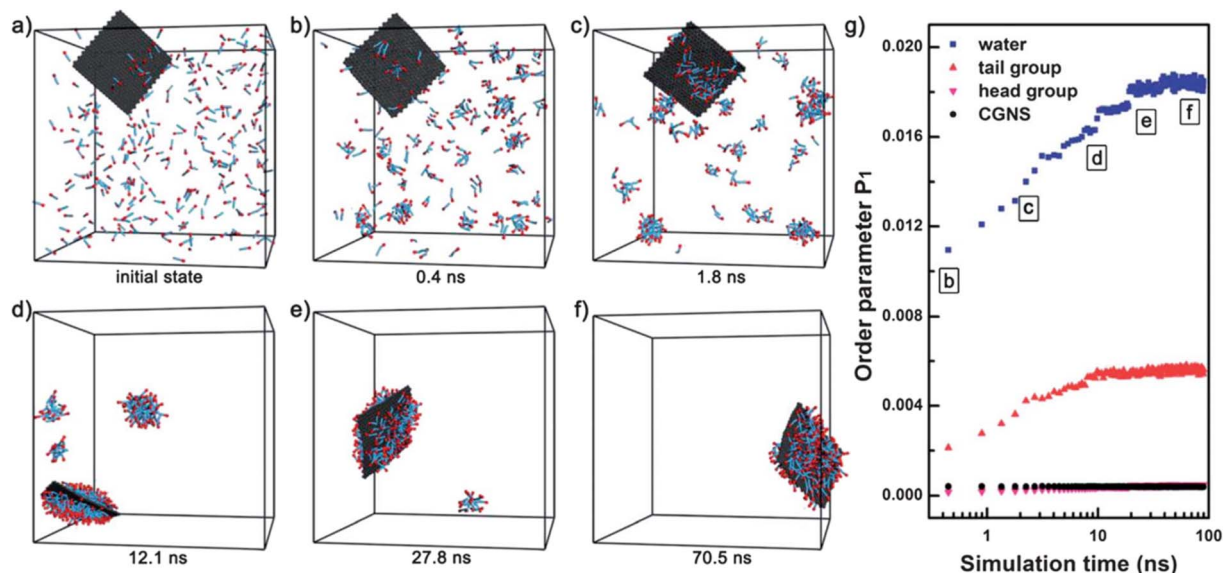 a)
initial state
b)
0.4 ns
c)
1.8 ns
d)
12.1 ns
e)
27.8 ns
f)
70.5 ns
g)
water
tail group
head group
CGNS
Order parameter P1
0.020
0.016
0.012
0.008
0.004
0.000
b
c
d
e
f
1 10 100
Simulation time (ns)